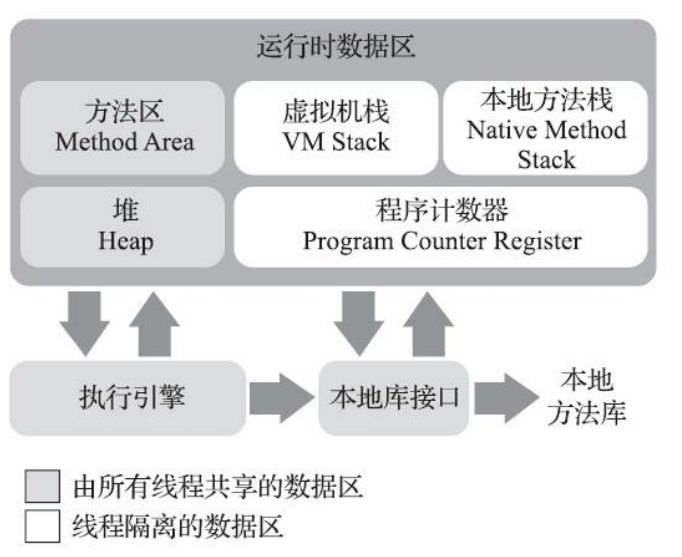 运行时数据区
方法区
Method Area
虚拟机栈
VM Stack
本地方法栈
Native Method
Stack
堆
Heap
程序计数器
Program Counter Register
执行引擎
本地库接口
本地
方法库
由所有线程共享的数据区
线程隔离的数据区